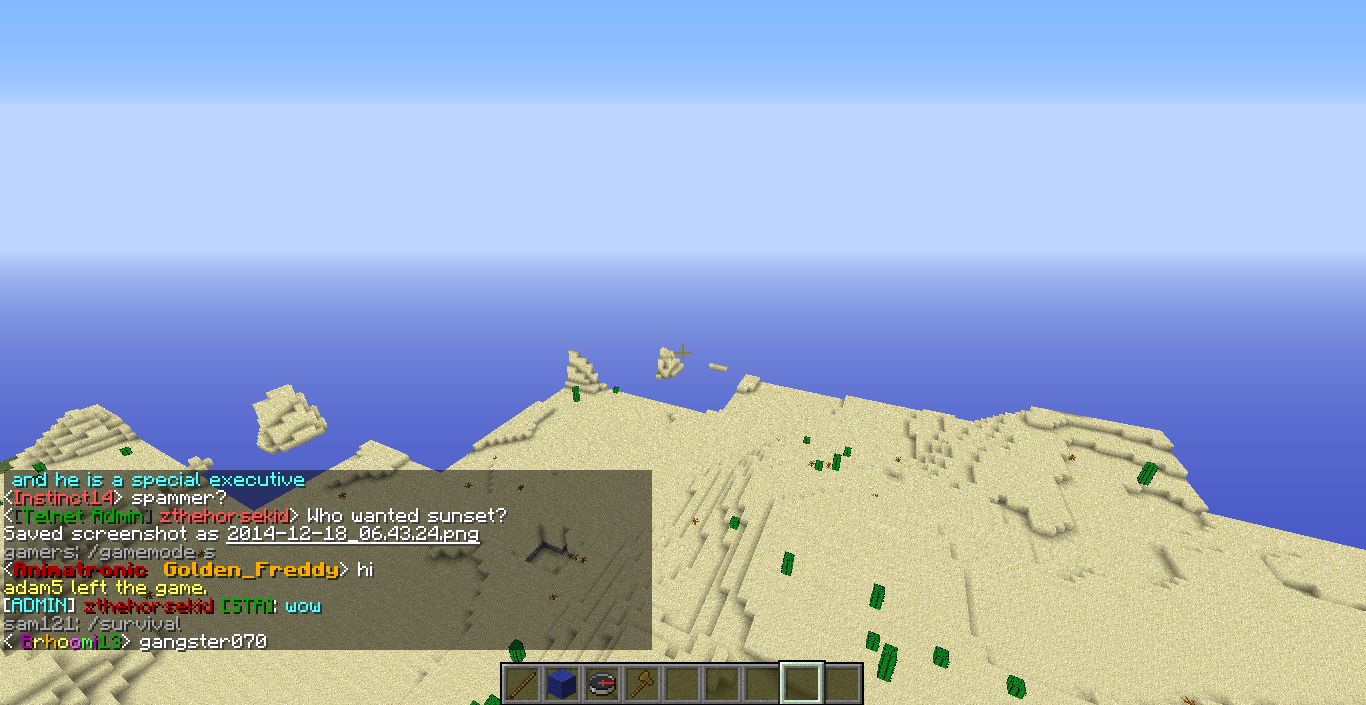 and he is a special executive
<Instinct14> spammer?
<[Telnet Admin] zthehorsekid> Who wanted sunset?
Saved screenshot as 2014-12-18_06.43.24.png
gamers: /gamemode s
<Animatronic Golden_Freddy> hi
adam5 left the game.
[ADMIN] zthehorsekid [STA]: wow
sam121: /survival
< Brhoomi13> gangster070